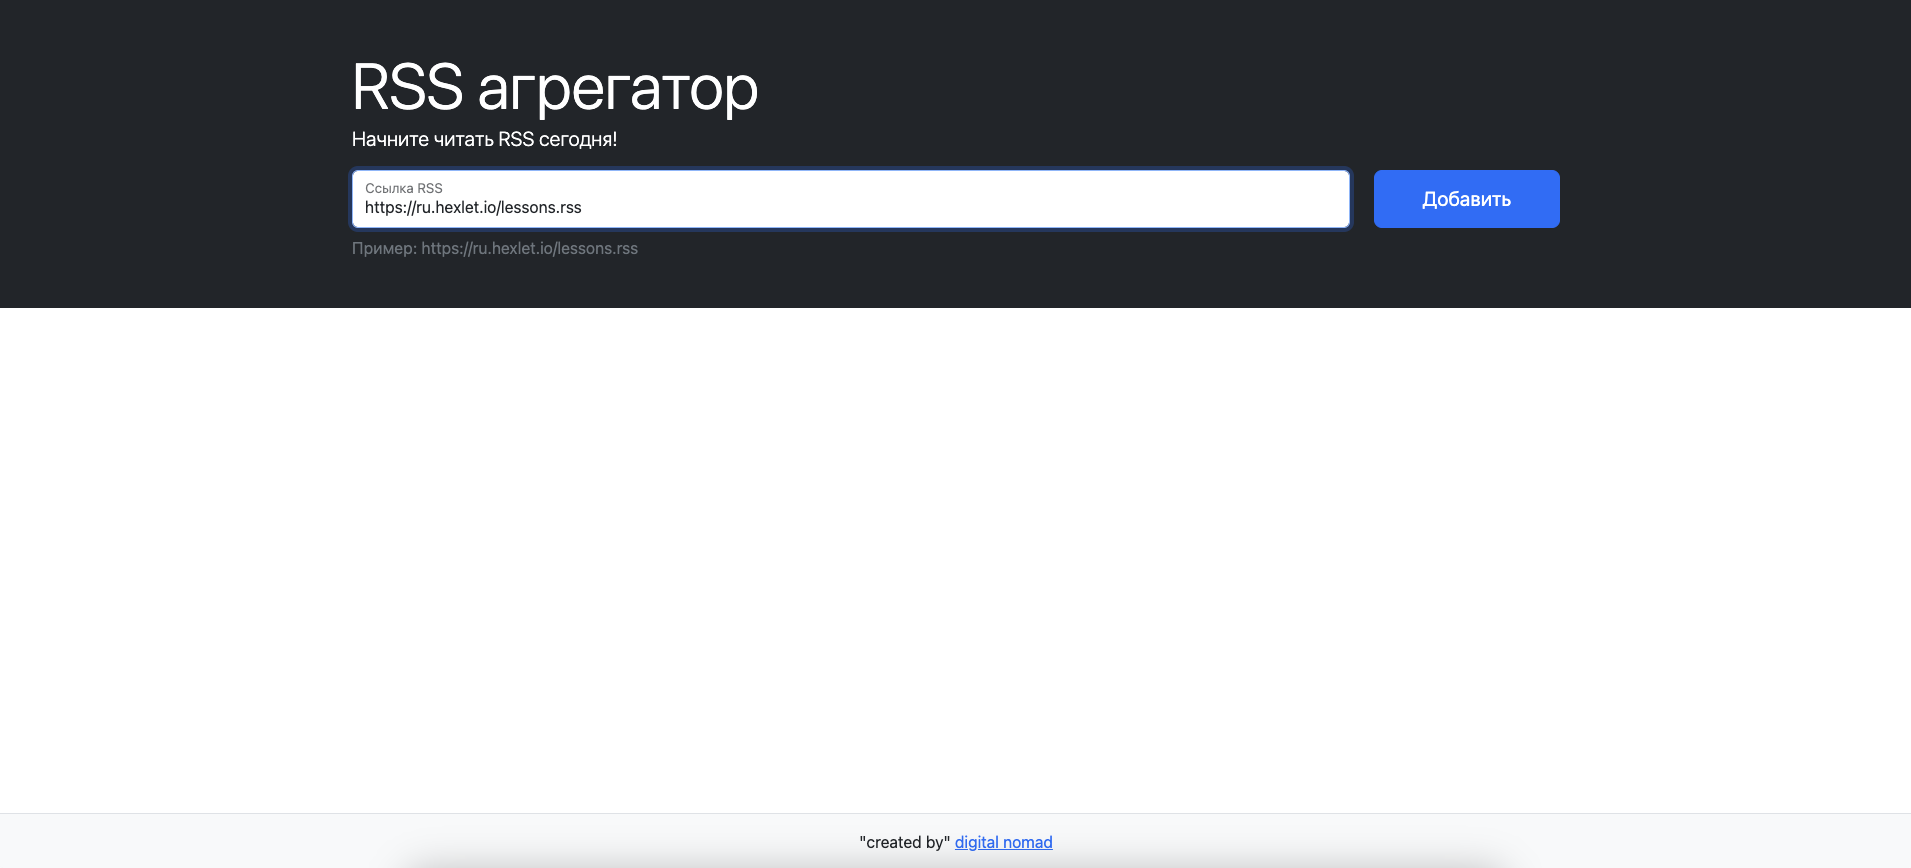 RSS агрегатор
Начните читать RSS сегодня!
Ссылка RSS
https://ru.hexlet.io/lessons.rss
Добавить
Пример: https://ru.hexlet.io/lessons.rss
"created by" digital nomad